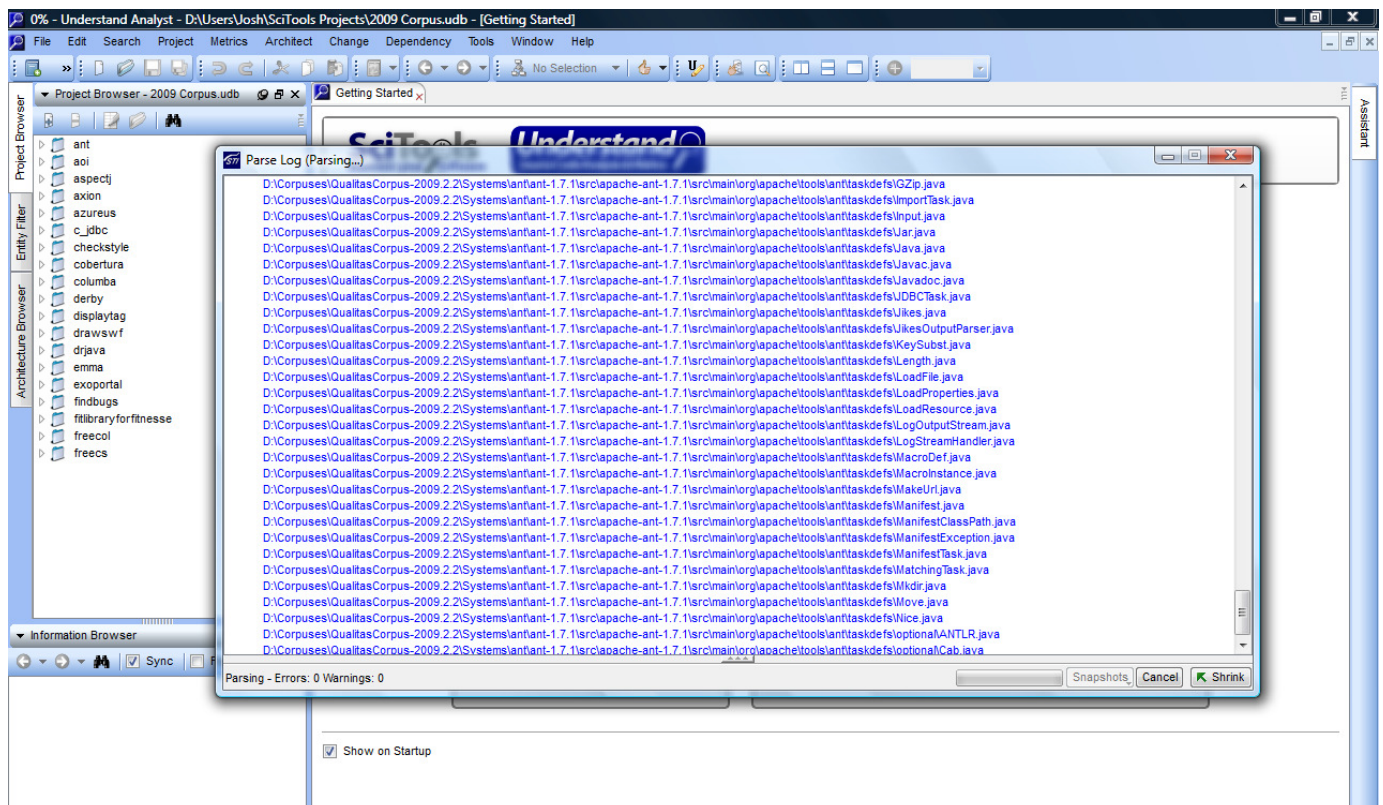 0% - Understand Analyst - D:\Users\Josh\SciTools Projects\2009 Corpus.udb - [Getting Started]
File Edit Search Project Metrics Architect Change Dependency Tools Window Help
» No Selection
Project Browser - 2009 Corpus.udb
Getting Started
1114
Project Browser
Entity Filter
Architecture Browser
Assistant
SciTools Understand
ant
aoi
aspectj
axion
azureus
c_jdbc
checkstyle
cobertura
columba
derby
displaytag
drawswf
drjava
emma
exoportal
findbugs
fitlibraryforfitnesse
freecol
freecs
STI Parse Log (Parsing...)
D:\Corpuses\QualitasCorpus-2009.2.2\Systems\ant\ant-1.7.1\src\apache-ant-1.7.1\src\main\org\apache\tools\ant\taskdefs\GZip.java
D:\Corpuses\QualitasCorpus-2009.2.2\Systems\ant\ant-1.7.1\src\apache-ant-1.7.1\src\main\org\apache\tools\ant\taskdefs\ImportTask.java
D:\Corpuses\QualitasCorpus-2009.2.2\Systems\ant\ant-1.7.1\src\apache-ant-1.7.1\src\main\org\apache\tools\ant\taskdefs\Input.java
D:\Corpuses\QualitasCorpus-2009.2.2\Systems\ant\ant-1.7.1\src\apache-ant-1.7.1\src\main\org\apache\tools\ant\taskdefs\Jar.java
D:\Corpuses\QualitasCorpus-2009.2.2\Systems\ant\ant-1.7.1\src\apache-ant-1.7.1\src\main\org\apache\tools\ant\taskdefs\Java.java
D:\Corpuses\QualitasCorpus-2009.2.2\Systems\ant\ant-1.7.1\src\apache-ant-1.7.1\src\main\org\apache\tools\ant\taskdefs\Javac.java
D:\Corpuses\QualitasCorpus-2009.2.2\Systems\ant\ant-1.7.1\src\apache-ant-1.7.1\src\main\org\apache\tools\ant\taskdefs\Javadoc.java
D:\Corpuses\QualitasCorpus-2009.2.2\Systems\ant\ant-1.7.1\src\apache-ant-1.7.1\src\main\org\apache\tools\ant\taskdefs\JDBCTask.java
D:\Corpuses\QualitasCorpus-2009.2.2\Systems\ant\ant-1.7.1\src\apache-ant-1.7.1\src\main\org\apache\tools\ant\taskdefs\Jikes.java
D:\Corpuses\QualitasCorpus-2009.2.2\Systems\ant\ant-1.7.1\src\apache-ant-1.7.1\src\main\org\apache\tools\ant\taskdefs\JikesOutputParser.java
D:\Corpuses\QualitasCorpus-2009.2.2\Systems\ant\ant-1.7.1\src\apache-ant-1.7.1\src\main\org\apache\tools\ant\taskdefs\KeySubst.java
D:\Corpuses\QualitasCorpus-2009.2.2\Systems\ant\ant-1.7.1\src\apache-ant-1.7.1\src\main\org\apache\tools\ant\taskdefs\Length.java
D:\Corpuses\QualitasCorpus-2009.2.2\Systems\ant\ant-1.7.1\src\apache-ant-1.7.1\src\main\org\apache\tools\ant\taskdefs\LoadFile.java
D:\Corpuses\QualitasCorpus-2009.2.2\Systems\ant\ant-1.7.1\src\apache-ant-1.7.1\src\main\org\apache\tools\ant\taskdefs\LoadProperties.java
D:\Corpuses\QualitasCorpus-2009.2.2\Systems\ant\ant-1.7.1\src\apache-ant-1.7.1\src\main\org\apache\tools\ant\taskdefs\LoadResource.java
D:\Corpuses\QualitasCorpus-2009.2.2\Systems\ant\ant-1.7.1\src\apache-ant-1.7.1\src\main\org\apache\tools\ant\taskdefs\LogOutputStream.java
D:\Corpuses\QualitasCorpus-2009.2.2\Systems\ant\ant-1.7.1\src\apache-ant-1.7.1\src\main\org\apache\tools\ant\taskdefs\LogStreamHandler.java
D:\Corpuses\QualitasCorpus-2009.2.2\Systems\ant\ant-1.7.1\src\apache-ant-1.7.1\src\main\org\apache\tools\ant\taskdefs\MacroDef.java
D:\Corpuses\QualitasCorpus-2009.2.2\Systems\ant\ant-1.7.1\src\apache-ant-1.7.1\src\main\org\apache\tools\ant\taskdefs\MacroInstance.java
D:\Corpuses\QualitasCorpus-2009.2.2\Systems\ant\ant-1.7.1\src\apache-ant-1.7.1\src\main\org\apache\tools\ant\taskdefs\MakeUrl.java
D:\Corpuses\QualitasCorpus-2009.2.2\Systems\ant\ant-1.7.1\src\apache-ant-1.7.1\src\main\org\apache\tools\ant\taskdefs\Manifest.java
D:\Corpuses\QualitasCorpus-2009.2.2\Systems\ant\ant-1.7.1\src\apache-ant-1.7.1\src\main\org\apache\tools\ant\taskdefs\ManifestClassPath.java
D:\Corpuses\QualitasCorpus-2009.2.2\Systems\ant\ant-1.7.1\src\apache-ant-1.7.1\src\main\org\apache\tools\ant\taskdefs\ManifestException.java
D:\Corpuses\QualitasCorpus-2009.2.2\Systems\ant\ant-1.7.1\src\apache-ant-1.7.1\src\main\org\apache\tools\ant\taskdefs\ManifestTask.java
D:\Corpuses\QualitasCorpus-2009.2.2\Systems\ant\ant-1.7.1\src\apache-ant-1.7.1\src\main\org\apache\tools\ant\taskdefs\MatchingTask.java
D:\Corpuses\QualitasCorpus-2009.2.2\Systems\ant\ant-1.7.1\src\apache-ant-1.7.1\src\main\org\apache\tools\ant\taskdefs\Mkdir.java
D:\Corpuses\QualitasCorpus-2009.2.2\Systems\ant\ant-1.7.1\src\apache-ant-1.7.1\src\main\org\apache\tools\ant\taskdefs\Move.java
D:\Corpuses\QualitasCorpus-2009.2.2\Systems\ant\ant-1.7.1\src\apache-ant-1.7.1\src\main\org\apache\tools\ant\taskdefs\Nice.java
D:\Corpuses\QualitasCorpus-2009.2.2\Systems\ant\ant-1.7.1\src\apache-ant-1.7.1\src\main\org\apache\tools\ant\taskdefs\optional\ANTLR.java
D:\Corpuses\QualitasCorpus-2009.2.2\Systems\ant\ant-1.7.1\src\apache-ant-1.7.1\src\main\org\apache\tools\ant\taskdefs\optional\Cab.java
Parsing - Errors: 0 Warnings: 0
Snapshots Cancel Shrink
Information Browser
Sync
Show on Startup